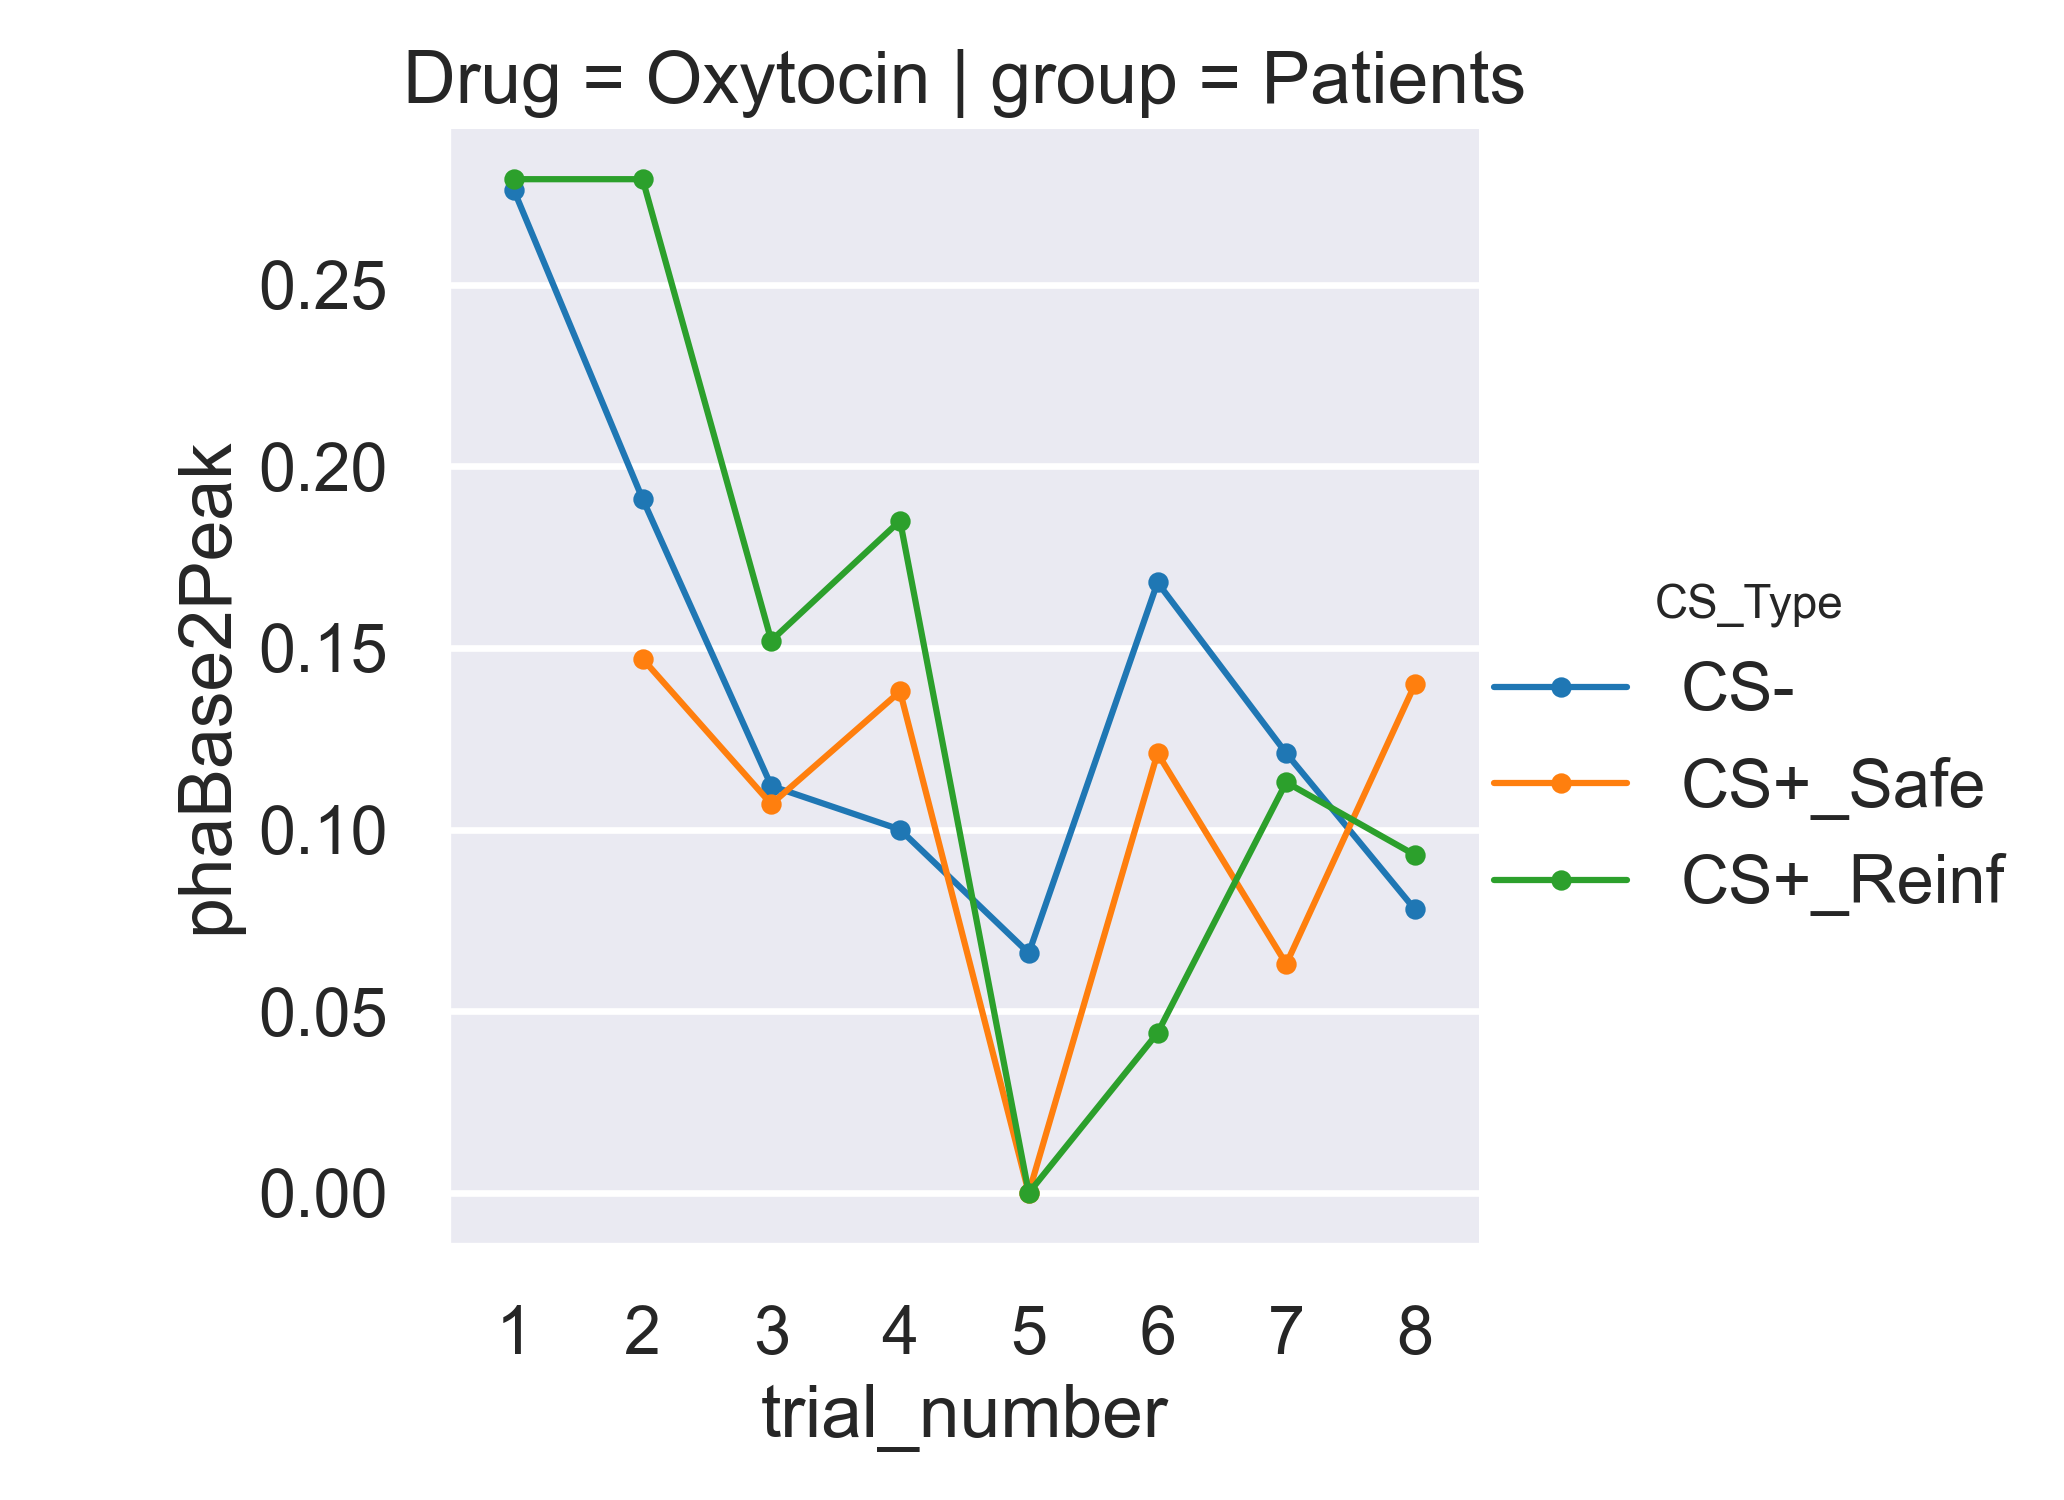 Drug = Oxytocin | group = Patients
phaBase2Peak
0.25
0.20
0.15
0.10
0.05
0.00
1 2 3 4 5 6 7 8
trial_number
CS_Type
CS-
CS+_Safe
CS+_Reinf